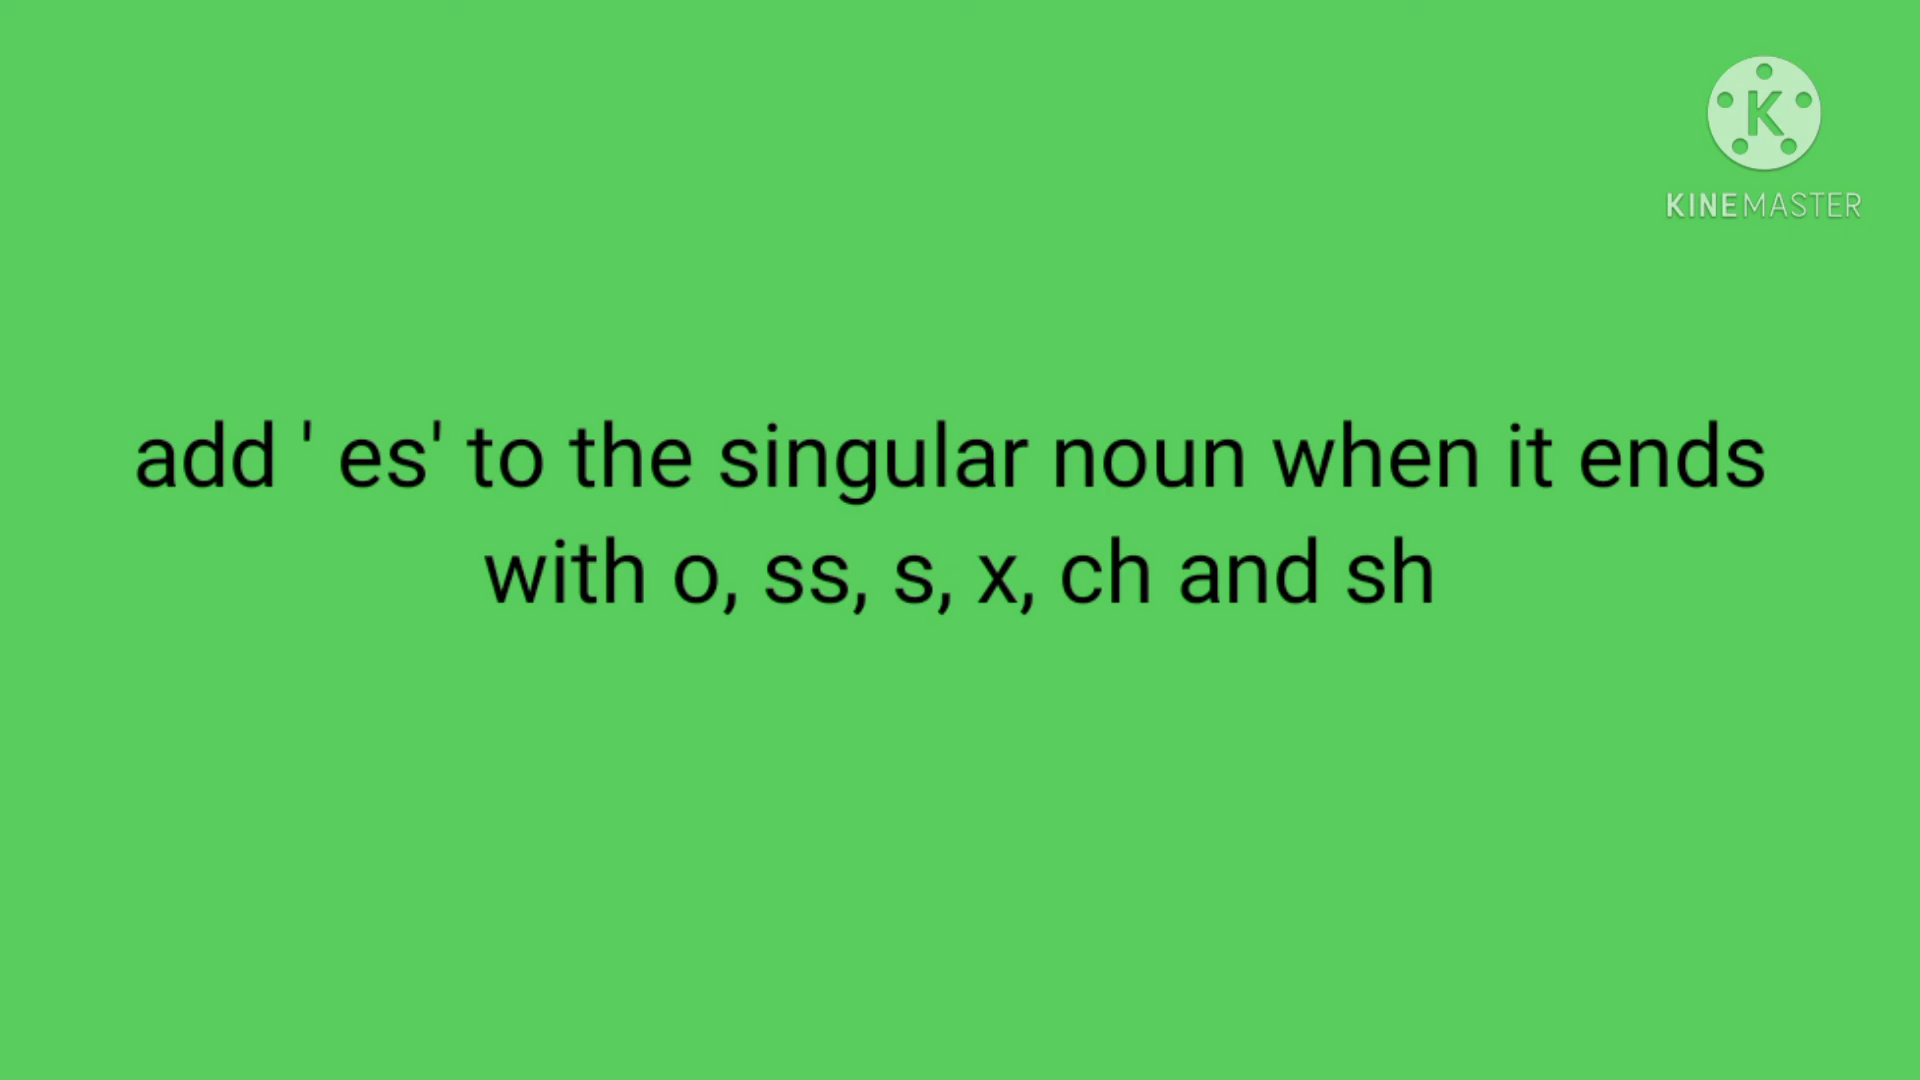 K
KINEMASTER
add ' es' to the singular noun when it ends
with o, ss, s, x, ch and sh